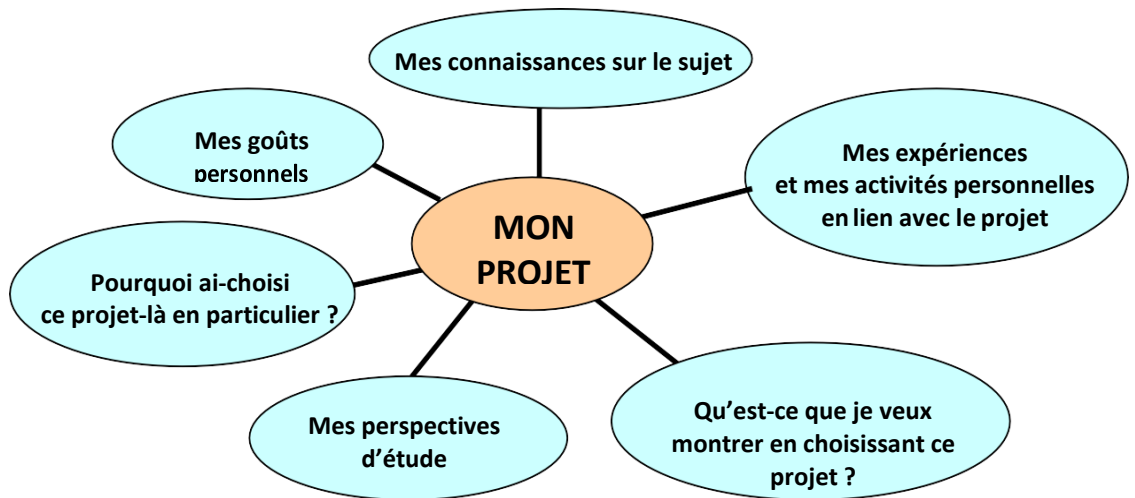 Mes connaissances sur le sujet
Mes goûts
personnels
Mes expériences
et mes activités personnelles
en lien avec le projet
MON
PROJET
Pourquoi ai-choisi
ce projet-là en particulier ?
Mes perspectives
d’étude
Qu’est-ce que je veux
montrer en choisissant ce
projet ?